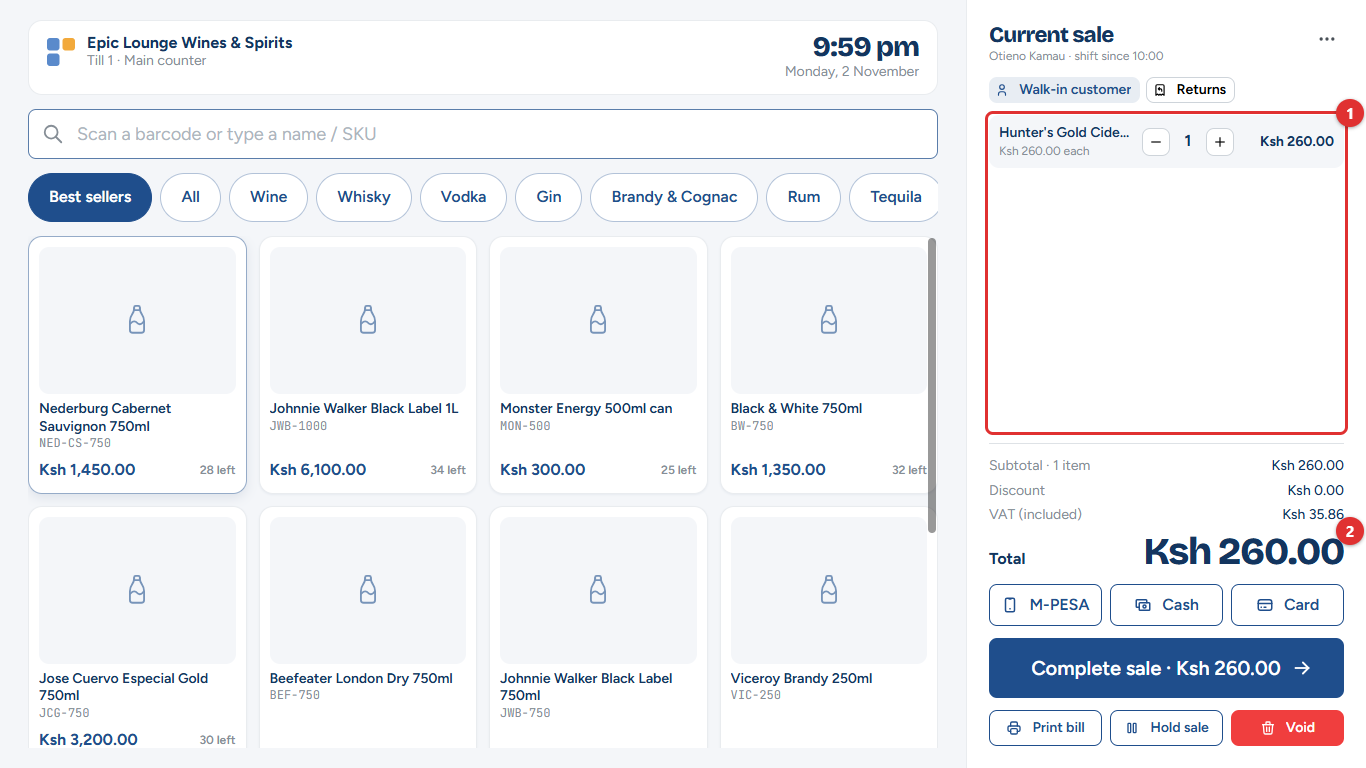 Epic Lounge Wines & Spirits
Till 1 · Main counter
9:59 pm
Monday, 2 November
Scan a barcode or type a name / SKU
Best sellers
All
Wine
Whisky
Vodka
Gin
Brandy & Cognac
Rum
Tequila
Nederburg Cabernet
Sauvignon 750ml
NED-CS-750
Ksh 1,450.00
28 left
Johnnie Walker Black Label 1L
JWB-1000
Ksh 6,100.00
34 left
Monster Energy 500ml can
MON-500
Ksh 300.00
25 left
Black & White 750ml
BW-750
Ksh 1,350.00
32 left
Jose Cuervo Especial Gold
750ml
JCG-750
Ksh 3,200.00
30 left
Beefeater London Dry 750ml
BEF-750
Johnnie Walker Black Label
750ml
JWB-750
Viceroy Brandy 250ml
VIC-250
Current sale
Otieno Kamau · shift since 10:00
Walk-in customer
Returns
1
Hunter's Gold Cide...
Ksh 260.00 each
1
Ksh 260.00
Subtotal · 1 item
Ksh 260.00
Discount
Ksh 0.00
VAT (included)
Ksh 35.86
2
Total
Ksh 260.00
M-PESA
Cash
Card
Complete sale · Ksh 260.00
Print bill
Hold sale
Void